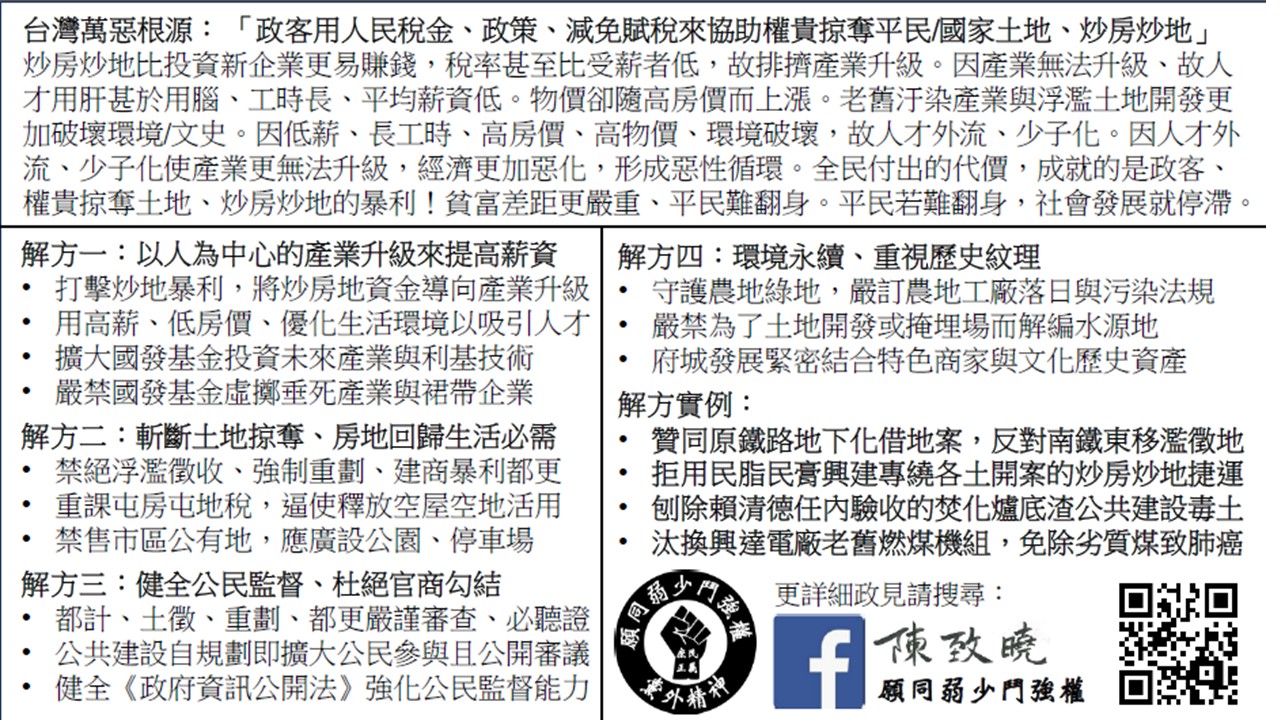 台灣萬惡根源：「政客用人民稅金、政策、減免賦稅來協助權貴掠奪平民/國家土地、炒房炒地」
炒房炒地比投資新企業更易賺錢，稅率甚至比受薪者低，故排擠產業升級。因產業無法升級、故人
才用肝甚於用腦、工時長、平均薪資低。物價卻隨高房價而上漲。老舊汙染產業與浮濫土地開發更
加破壞環境/文史。因低薪、長工時、高房價、高物價、環境破壞，故人才外流、少子化。因人才外
流、少子化使產業更無法升級，經濟更加惡化，形成惡性循環。全民付出的代價，成就的是政客、
權貴掠奪土地、炒房炒地的暴利！貧富差距更嚴重、平民難翻身。平民若難翻身，社會發展就停滯。
解方一：以人為中心的產業升級來提高薪資
• 打擊炒地暴利，將炒房地資金導向產業升級
• 用高薪、低房價、優化生活環境以吸引人才
• 擴大國發基金投資未來產業與利基技術
• 嚴禁國發基金虛擲垂死產業與裙帶企業
解方二：斬斷土地掠奪、房地回歸生活必需
• 禁絕浮濫徵收、強制重劃、建商暴利都更
• 重課屯房屯地稅，逼使釋放空屋空地活用
• 禁售市區公有地，應廣設公園、停車場
解方三：健全公民監督、杜絕官商勾結
• 都計、土徵、重劃、都更嚴謹審查、必聽證
• 公共建設自規劃即擴大公民參與且公開審議
• 健全《政府資訊公開法》強化公民監督能力
解方四：環境永續、重視歷史紋理
• 守護農地綠地，嚴訂農地工廠落日與污染法規
• 嚴禁為了土地開發或掩埋場而解編水源地
• 府城發展緊密結合特色商家與文化歷史資產
解方實例：
• 贊同原鐵路地下化借地案，反對南鐵東移濫徵地
• 拒用民脂民膏興建專繞各土開案的炒房炒地捷運
• 刨除賴清德任內驗收的焚化爐底渣公共建設毒土
• 汰換興達電廠老舊燃煤機組，免除劣質煤致肺癌
願同弱少鬥強權
黨外精神
更詳細政見請搜尋：
f
陳致曉
願同弱少鬥強權